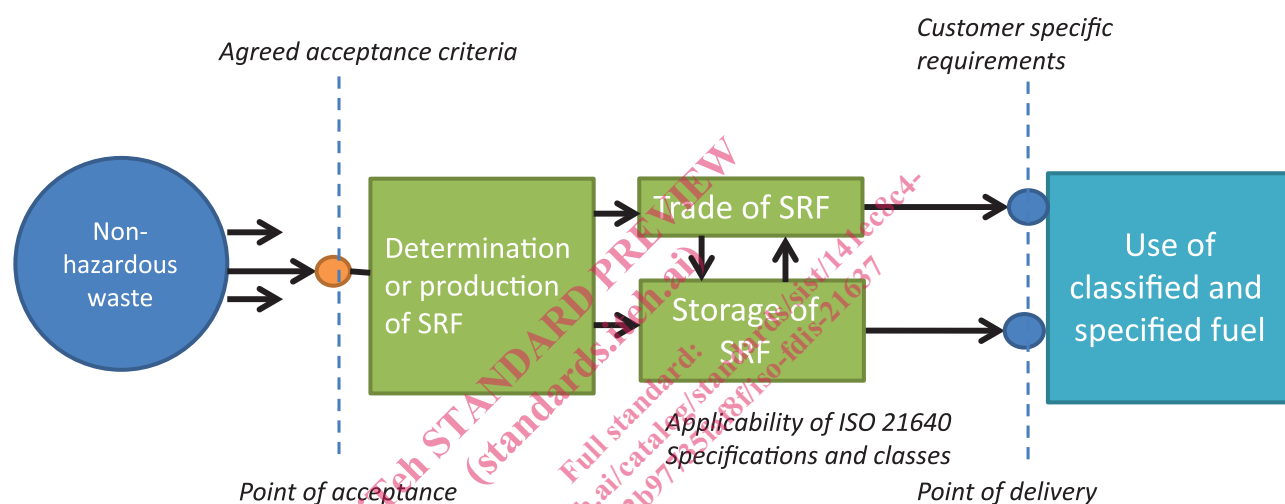 Customer specific
requirements
Agreed acceptance criteria
Non-
hazardous
waste
Determination
or production
of SRF
Trade of SRF
Storage of
SRF
Use of
classified and
specified fuel
Applicability of ISO 21640
Specifications and classes
Point of acceptance
Point of delivery
STANDARD PREVIEW
(standards.iteh.ai)
Full standard: